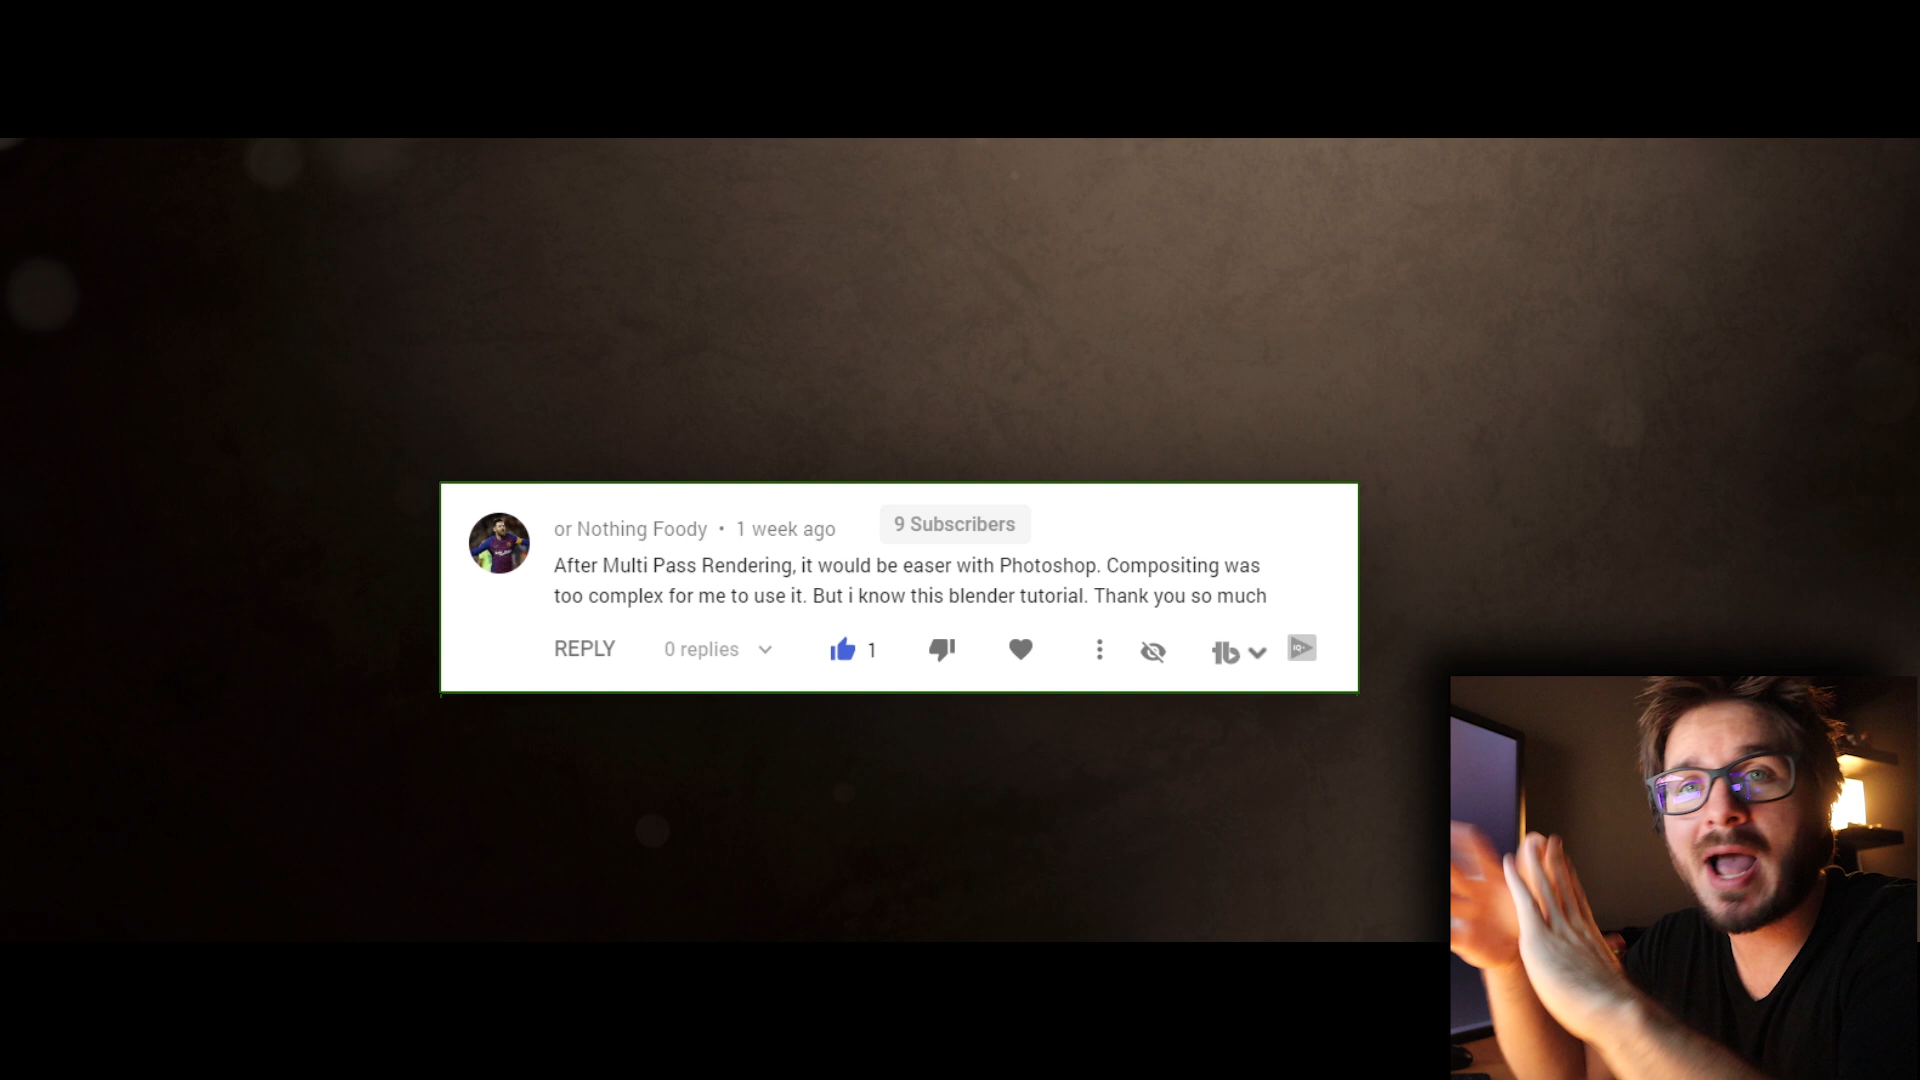 or Nothing Foody • 1 week ago 9 Subscribers
After Multi Pass Rendering, it would be easer with Photoshop. Compositing was
too complex for me to use it. But i know this blender tutorial. Thank you so much
REPLY 0 replies 1 tb IQ